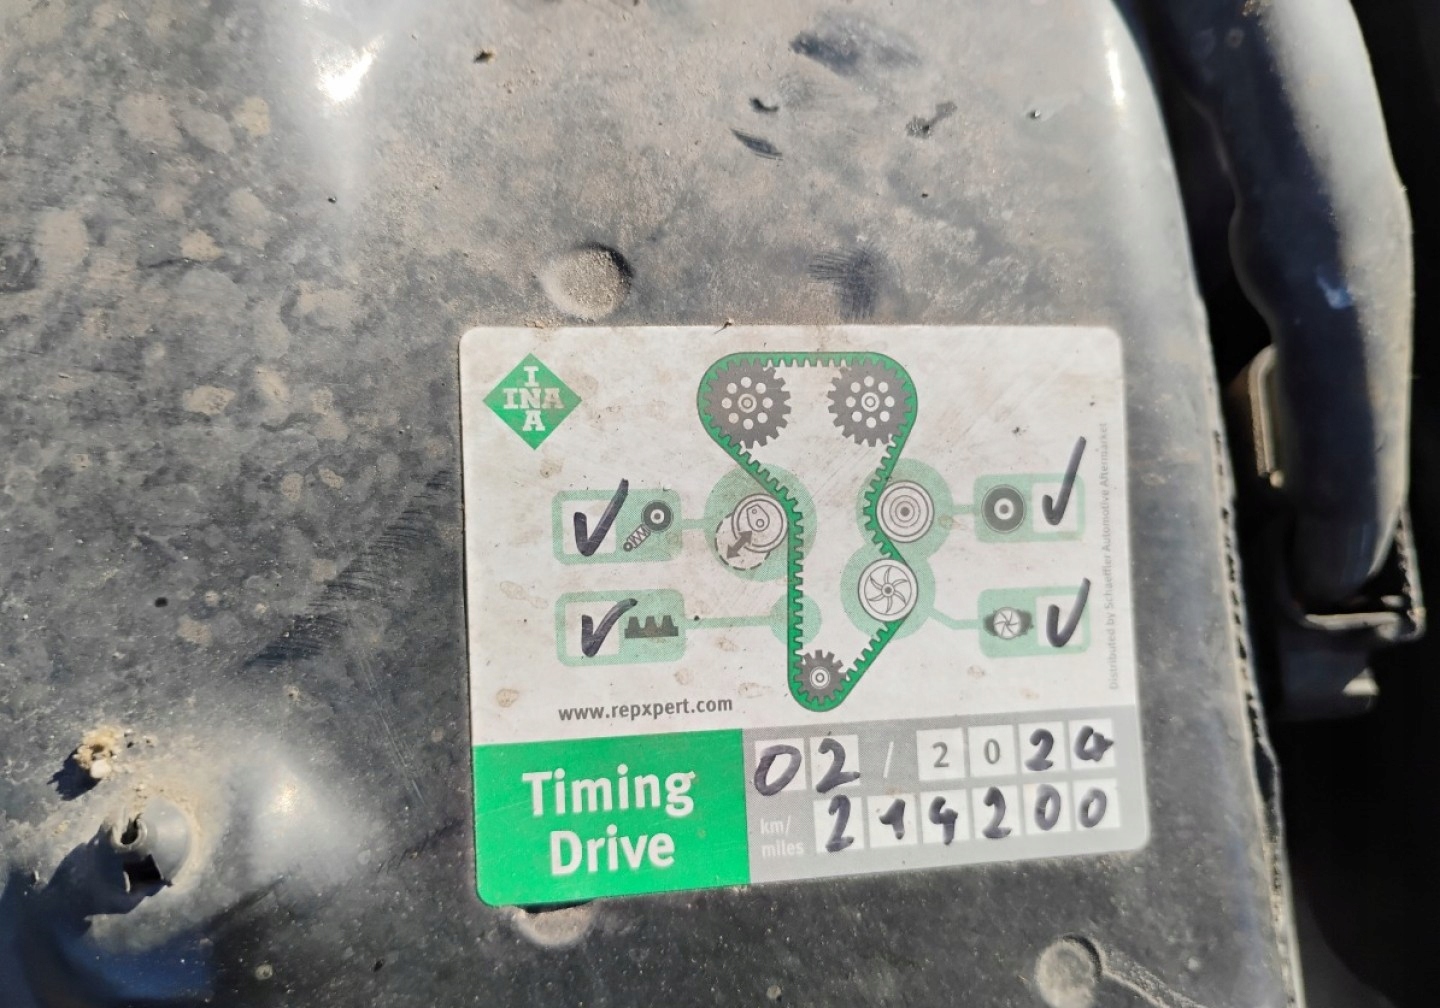 I
INA
A
www.repxpert.com
Distributed by Schaeffler Automotive Aftermarket
Timing
Drive
02 / 2024
km/
miles
214200